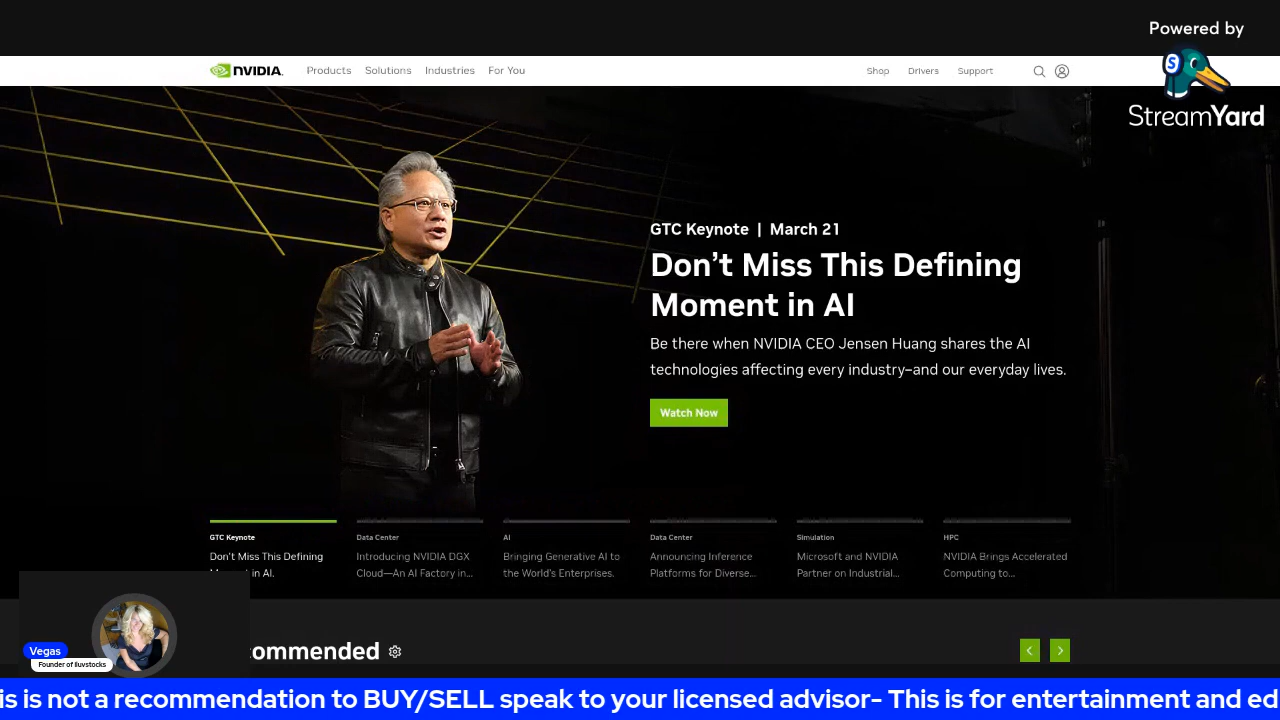 Powered by
StreamYard
NVIDIA.
Products
Solutions
Industries
For You
Shop
Drivers
Support
GTC Keynote | March 21
Don't Miss This Defining
Moment in AI
Be there when NVIDIA CEO Jensen Huang shares the AI
technologies affecting every industry—and our everyday lives.
Watch Now
GTC Keynote
Don't Miss This Defining
in AI.
Data Center
Introducing NVIDIA DGX
Cloud—An AI Factory in...
AI
Bringing Generative AI to
the World's Enterprises.
Data Center
Announcing Inference
Platforms for Diverse...
Simulation
Microsoft and NVIDIA
Partner on Industrial...
HPC
NVIDIA Brings Accelerated
Computing to...
ommended
Vegas
Founder of Iluvstocks
is is not a recommendation to BUY/SELL speak to your licensed advisor- This is for entertainment and ed